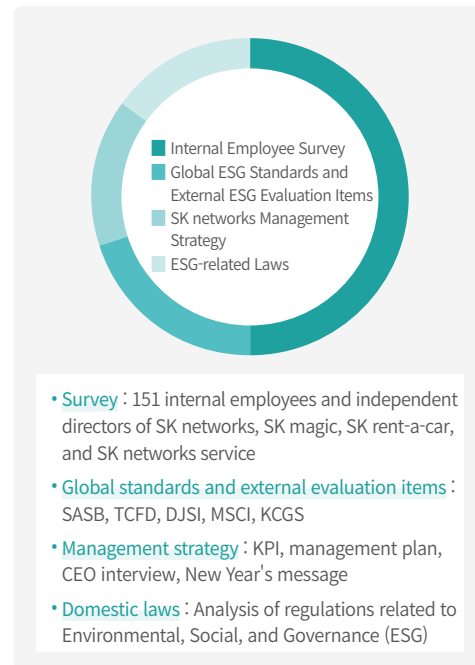 Internal Employee Survey
Global ESG Standards and
External ESG Evaluation Items
SK networks Management
Strategy
ESG-related Laws
• Survey : 151 internal employees and independent
directors of SK networks, SK magic, SK rent-a-car,
and SK networks service
• Global standards and external evaluation items :
SASB, TCFD, DJSI, MSCI, KCGS
• Management strategy : KPI, management plan,
CEO interview, New Year's message
• Domestic laws : Analysis of regulations related to
Environmental, Social, and Governance (ESG)